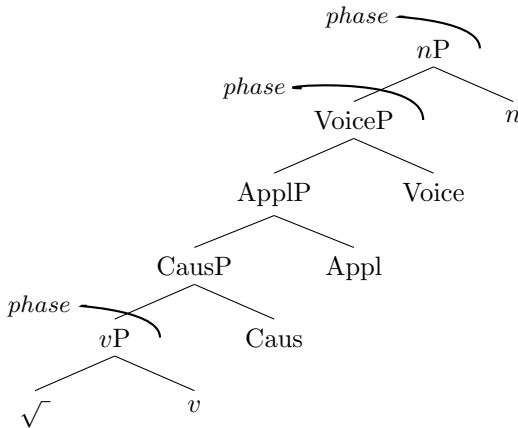 phase
nP
phase
VoiceP n
ApplP Voice
CausP Appl
phase
vP Caus
√ v